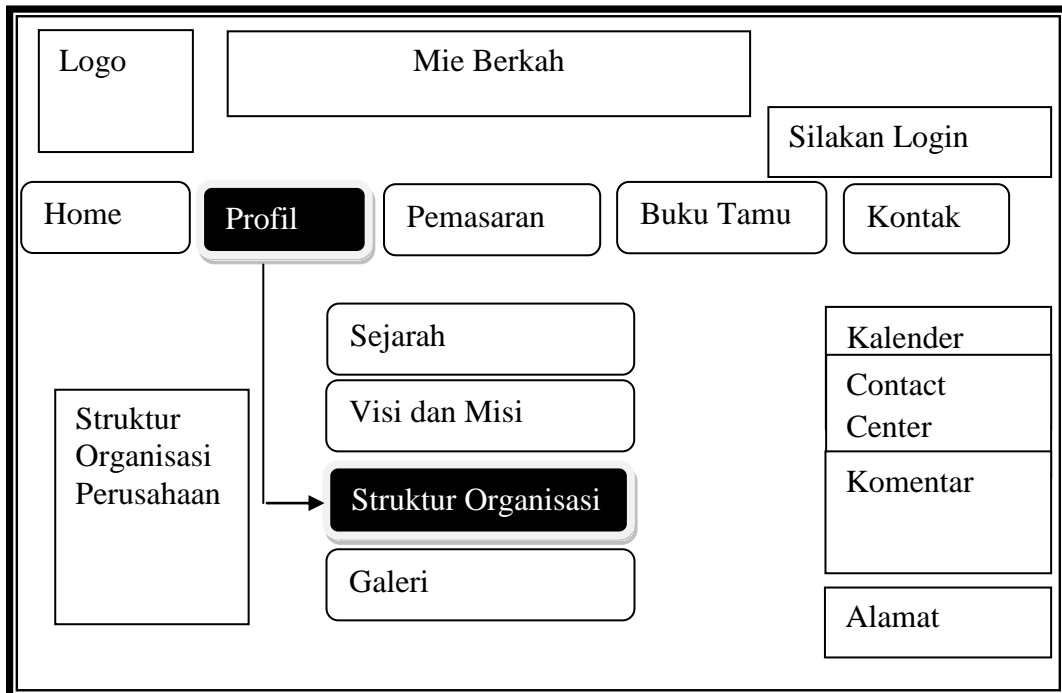 Logo
Mie Berkah
Silakan Login
Home
Profil
Pemasaran
Buku Tamu
Kontak
Sejarah
Visi dan Misi
Struktur Organisasi
Galeri
Struktur
Organisasi
Perusahaan
Kalender
Contact
Center
Komentar
Alamat